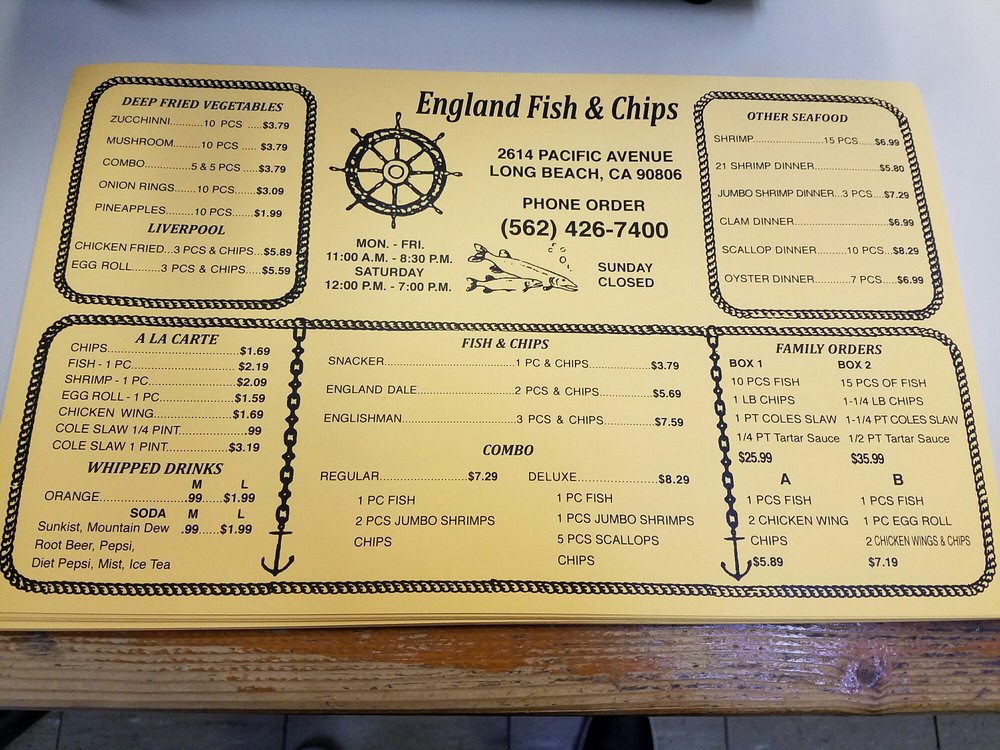 DEEP FRIED VEGETABLES
ZUCCHINNI..........10 PCS .....$3.79
MUSHROOM........10 PCS .... $3.79
COMBO..............5 & 5 PCS....$3.79
ONION RINGS.......10 PCS.....$3.09
PINEAPPLES.......10 PCS.....$1.99
LIVERPOOL
CHICKEN FRIED...3 PCS & CHIPS...$5.89
EGG ROLL.........3 PCS & CHIPS....$5.59
England Fish & Chips
2614 PACIFIC AVENUE
LONG BEACH, CA 90806
PHONE ORDER
(562) 426-7400
MON. - FRI.
11:00 A.M. - 8:30 P.M.
SATURDAY
12:00 P.M. - 7:00 P.M.
SUNDAY
CLOSED
COOL
OTHER SEAFOOD
SHRIMP........................15 PCS....$6.99
21 SHRIMP DINNER.........................$5.80
JUMBO SHRIMP DINNER...3 PCS....$7.29
CLAM DINNER...............................$6.99
SCALLOP DINNER...........10 PCS..$8.29
OYSTER DINNER.............7 PCS....$6.99
A LA CARTE
CHIPS...................................$1.69
FISH - 1 PC............................$2.19
SHRIMP - 1 PC........................$2.09
EGG ROLL - 1PC.....................$1.59
CHICKEN WING......................$1.69
COLE SLAW 1/4 PINT.................99
COLE SLAW 1 PINT.................$3.19
WHIPPED DRINKS
M L
ORANGE.....................99......$1.99
SODA M L
Sunkist, Mountain Dew .99.....$1.99
Root Beer, Pepsi,
Diet Pepsi, Mist, Ice Tea
FISH & CHIPS
SNACKER................................1 PC & CHIPS...............$3.79
ENGLAND DALE........................2 PCS & CHIPS.............$5.69
ENGLISHMAN...........................3 PCS & CHIPS.............$7.59
COMBO
REGULAR.......................$7.29
1 PC FISH
2 PCS JUMBO SHRIMPS
CHIPS
DELUXE.....................$8.29
1 PC FISH
1 PCS JUMBO SHRIMPS
5 PCS SCALLOPS
CHIPS
FAMILY ORDERS
BOX 1
10 PCS FISH
1 LB CHIPS
1 PT COLES SLAW
1/4 PT Tartar Sauce
$25.99
BOX 2
15 PCS OF FISH
1-1/4 LB CHIPS
1-1/4 PT COLES SLAW
1/2 PT Tartar Sauce
$35.99
A
1 PCS FISH
2 CHICKEN WING
CHIPS
$5.89
B
1 PCS FISH
1 PC EGG ROLL
2 CHICKEN WINGS & CHIPS
$7.19